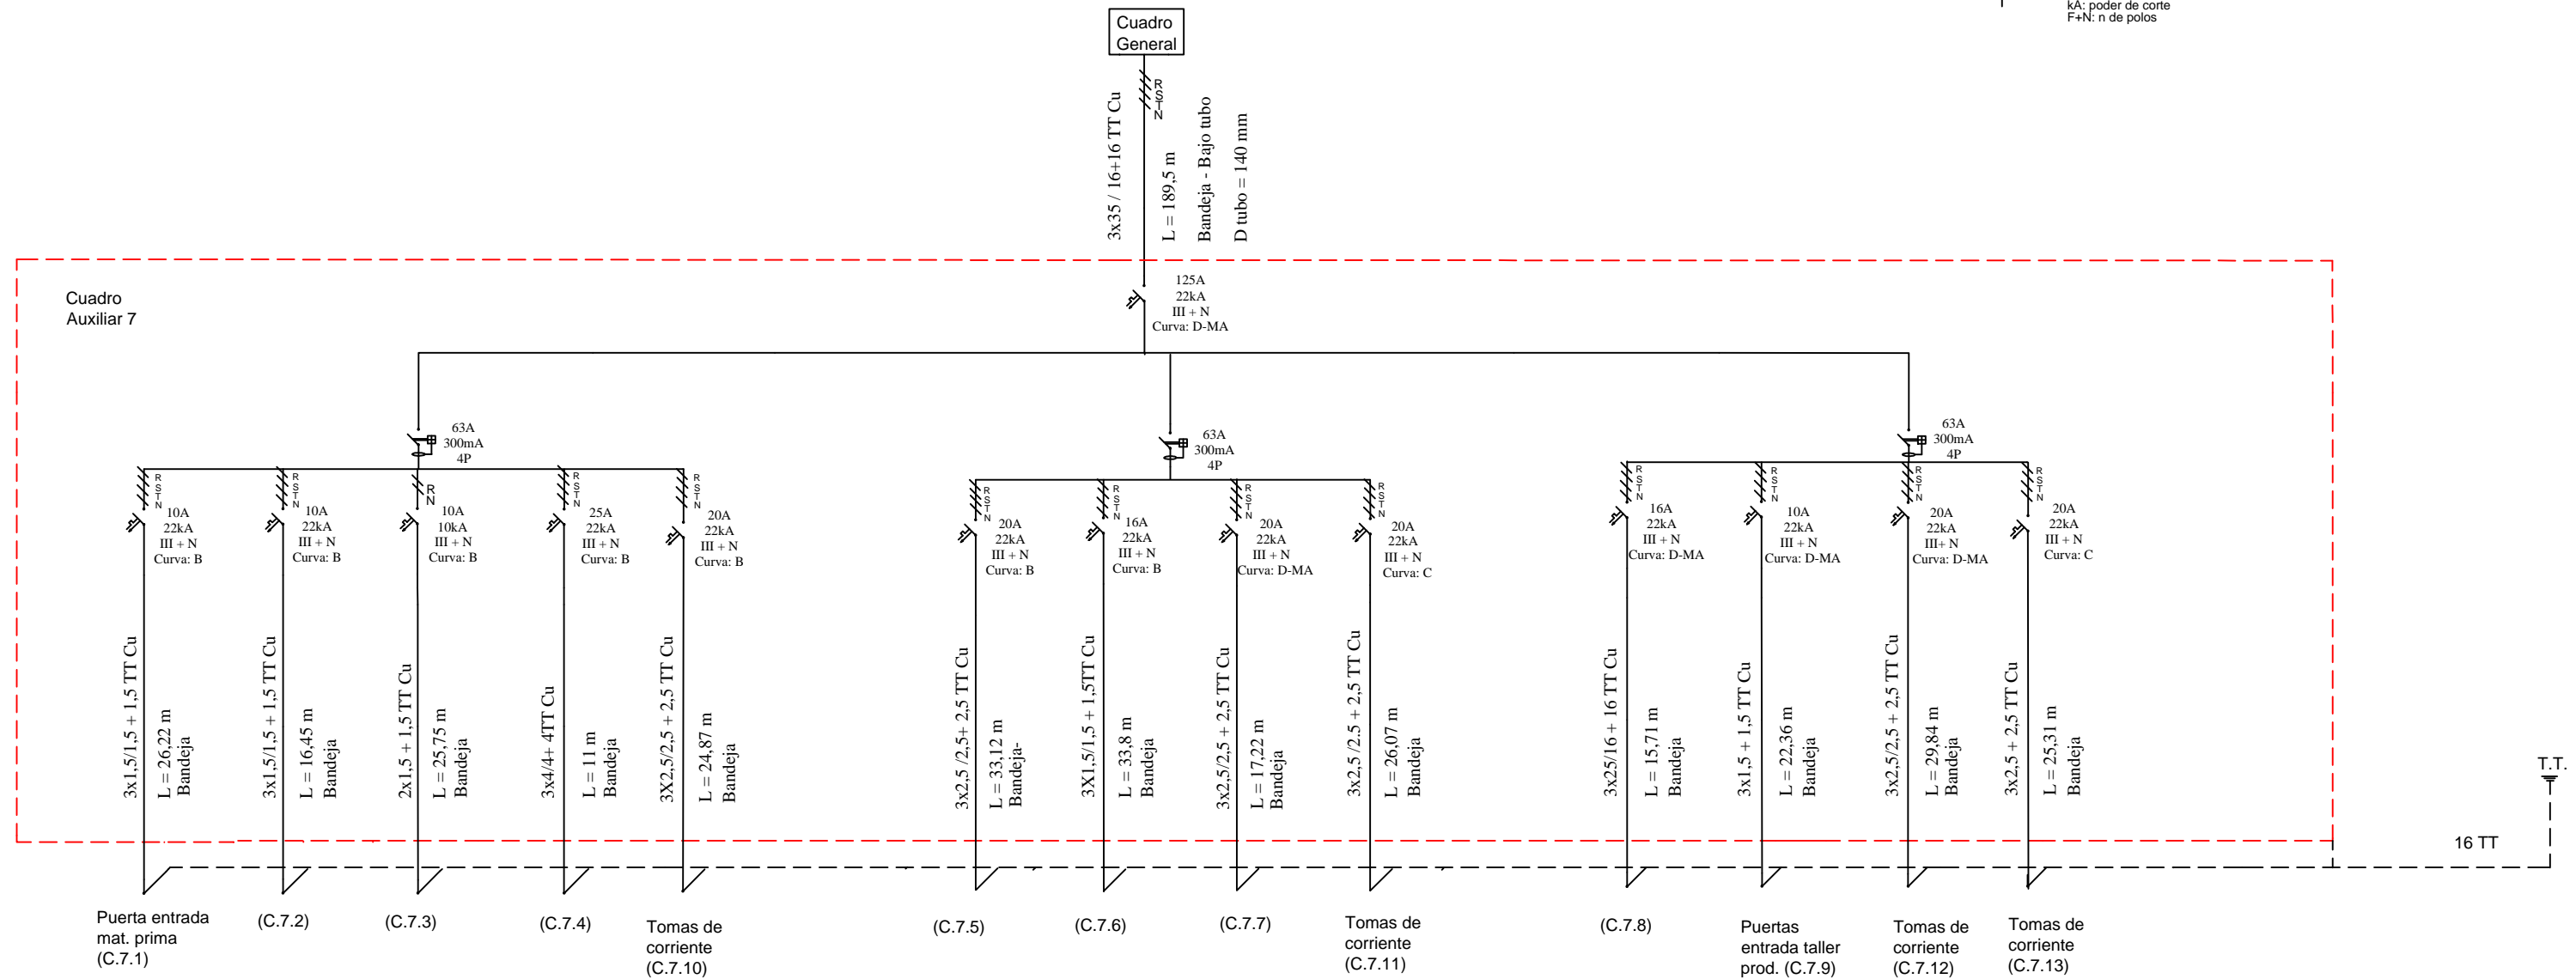 kA: poder de corte
F+N: n de polos
Cuadro
General
R
S
T
N
3x35 / 16+16 TT Cu
L = 189,5 m
Bandeja - Bajo tubo
D tubo = 140 mm
Cuadro
Auxiliar 7
125A
22kA
III + N
Curva: D-MA
63A
300mA
4P
63A
300mA
4P
63A
300mA
4P
R
S
T
N
10A
22kA
III + N
Curva: B
R
S
T
N
10A
22kA
III + N
Curva: B
R
N
10A
10kA
III + N
Curva: B
R
S
T
N
25A
22kA
III + N
Curva: B
R
S
T
N
20A
22kA
III + N
Curva: B
R
S
T
N
20A
22kA
III + N
Curva: B
R
S
T
N
16A
22kA
III + N
Curva: B
R
S
T
N
20A
22kA
III + N
Curva: D-MA
R
S
T
N
20A
22kA
III + N
Curva: C
R
S
T
N
16A
22kA
III + N
Curva: D-MA
R
S
T
N
10A
22kA
III + N
Curva: D-MA
R
S
T
N
20A
22kA
III+ N
Curva: D-MA
R
S
T
N
20A
22kA
III + N
Curva: C
3x1,5/1,5 + 1,5 TT Cu
L = 26,22 m
Bandeja
3x1,5/1,5 + 1,5 TT Cu
L = 16,45 m
Bandeja
2x1,5 + 1,5 TT Cu
L = 25,75 m
Bandeja
3x4/4+ 4TT Cu
L = 11 m
Bandeja
3X2,5/2,5 + 2,5 TT Cu
L = 24,87 m
Bandeja
3x2,5 /2,5+ 2,5 TT Cu
L = 33,12 m
Bandeja-
3X1,5/1,5 + 1,5TT Cu
L = 33,8 m
Bandeja
3x2,5/2,5 + 2,5 TT Cu
L = 17,22 m
Bandeja
3x2,5 /2.5 + 2,5 TT Cu
L = 26,07 m
Bandeja
3x25/16 + 16 TT Cu
L = 15,71 m
Bandeja
3x1,5 + 1,5 TT Cu
L = 22,36 m
Bandeja
3x2,5/2,5 + 2,5 TT Cu
L = 29,84 m
Bandeja
3x2,5 + 2,5 TT Cu
L = 25,31 m
Bandeja
T.T.
16 TT
Puerta entrada
mat. prima
(C.7.1)
(C.7.2)
(C.7.3)
(C.7.4)
Tomas de
corriente
(C.7.10)
(C.7.5)
(C.7.6)
(C.7.7)
Tomas de
corriente
(C.7.11)
(C.7.8)
Puertas
entrada taller
prod. (C.7.9)
Tomas de
corriente
(C.7.12)
Tomas de
corriente
(C.7.13)